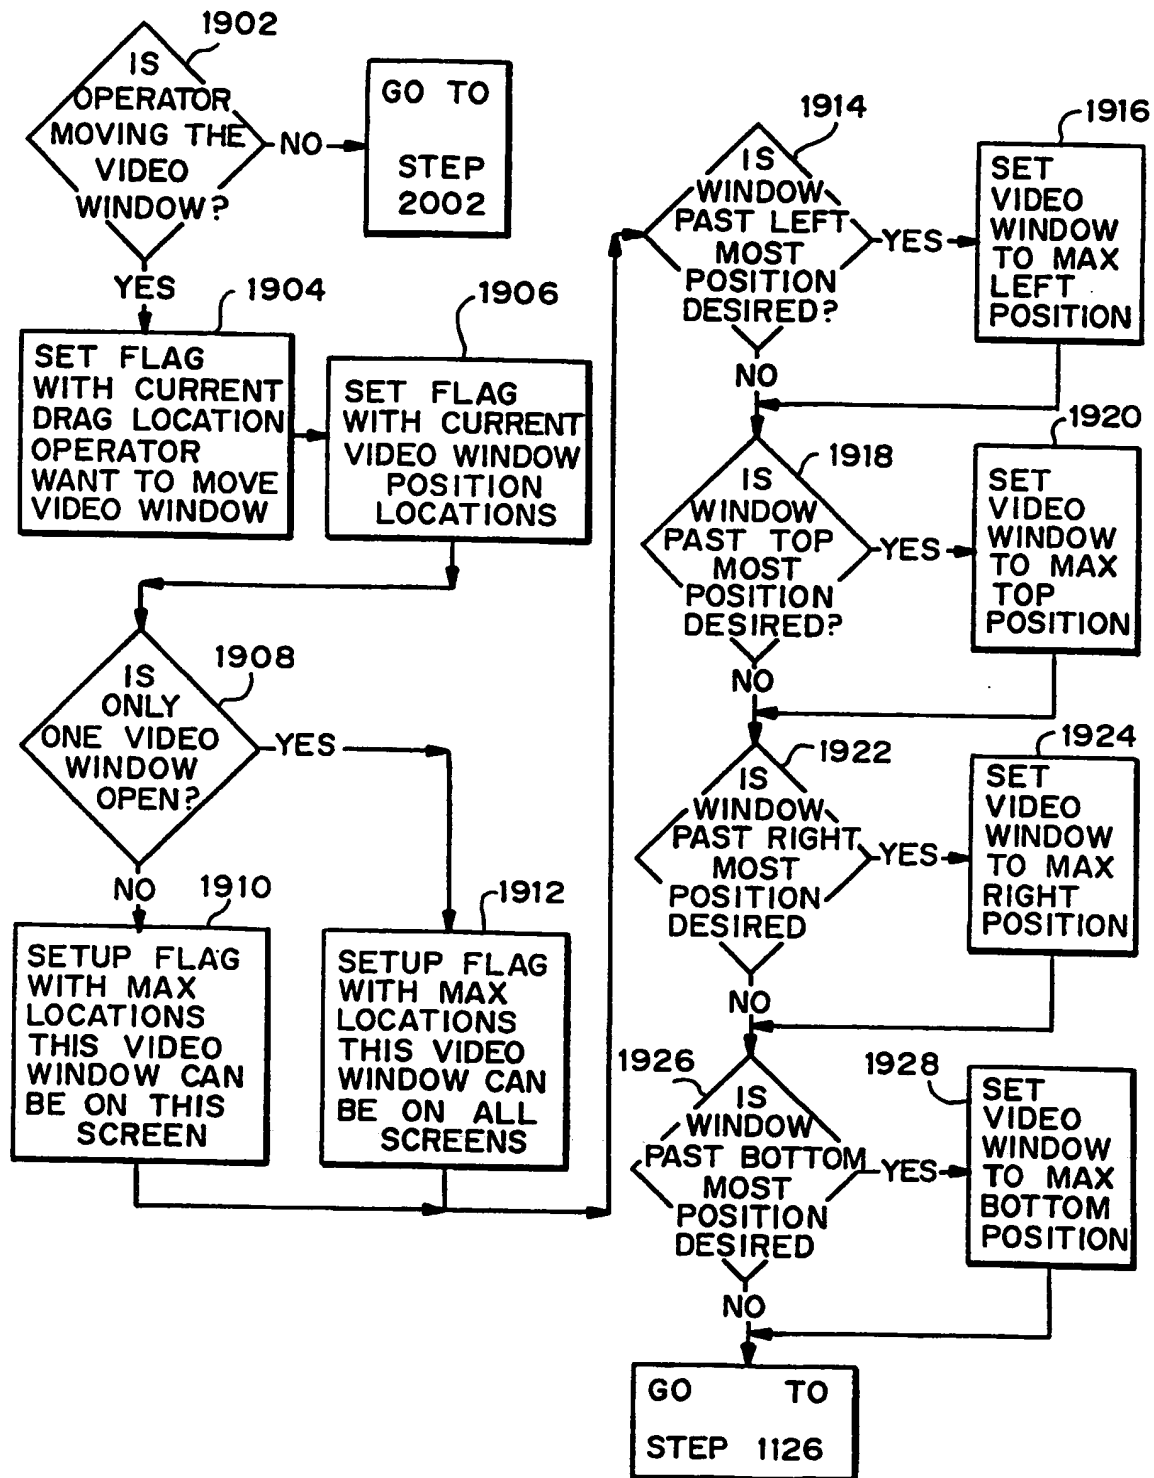 1902
IS
OPERATOR
MOVING THE
VIDEO
WINDOW?
NO
GO TO
STEP
2002
YES
1904
SET FLAG
WITH CURRENT
DRAG LOCATION
OPERATOR
WANT TO MOVE
VIDEO WINDOW
1906
SET FLAG
WITH CURRENT
VIDEO WINDOW
POSITION
LOCATIONS
1908
IS
ONLY
ONE VIDEO
WINDOW
OPEN?
YES
NO
1910
SETUP FLAG
WITH MAX
LOCATIONS
THIS VIDEO
WINDOW CAN
BE ON THIS
SCREEN
1912
SETUP FLAG
WITH MAX
LOCATIONS
THIS VIDEO
WINDOW CAN
BE ON ALL
SCREENS
1914
IS
WINDOW
PAST LEFT
MOST
POSITION
DESIRED?
YES
1916
SET
VIDEO
WINDOW
TO MAX
LEFT
POSITION
NO
1918
IS
WINDOW
PAST TOP
MOST
POSITION
DESIRED?
YES
1920
SET
VIDEO
WINDOW
TO MAX
TOP
POSITION
NO
1922
IS
WINDOW
PAST RIGHT
MOST
POSITION
DESIRED
YES
1924
SET
VIDEO
WINDOW
TO MAX
RIGHT
POSITION
NO
1926
IS
WINDOW
PAST BOTTOM
MOST
POSITION
DESIRED
YES
1928
SET
VIDEO
WINDOW
TO MAX
BOTTOM
POSITION
NO
GO TO
STEP 1126